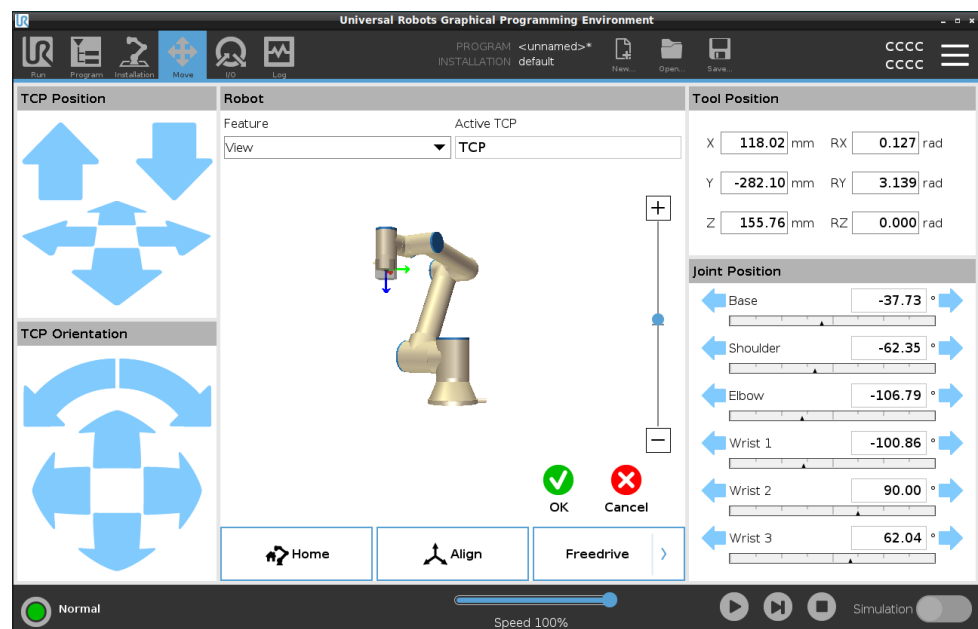 Universal Robots Graphical Programming Environment
PROGRAM <unnamed>*
INSTALLATION default
CCCC
CCCC
Run
Program
Installation
Move
I/O
Log
New...
Open...
Save...
TCP Position
Robot
Feature
Active TCP
View
TCP
TCP Orientation
OK
Cancel
Home
Align
Freedrive
Tool Position
X 118.02 mm RX 0.127 rad
Y -282.10 mm RY 3.139 rad
Z 155.76 mm RZ 0.000 rad
Joint Position
Base -37.73 °
Shoulder -62.35 °
Elbow -106.79 °
Wrist 1 -100.86 °
Wrist 2 90.00 °
Wrist 3 62.04 °
Normal
Speed 100%
Simulation